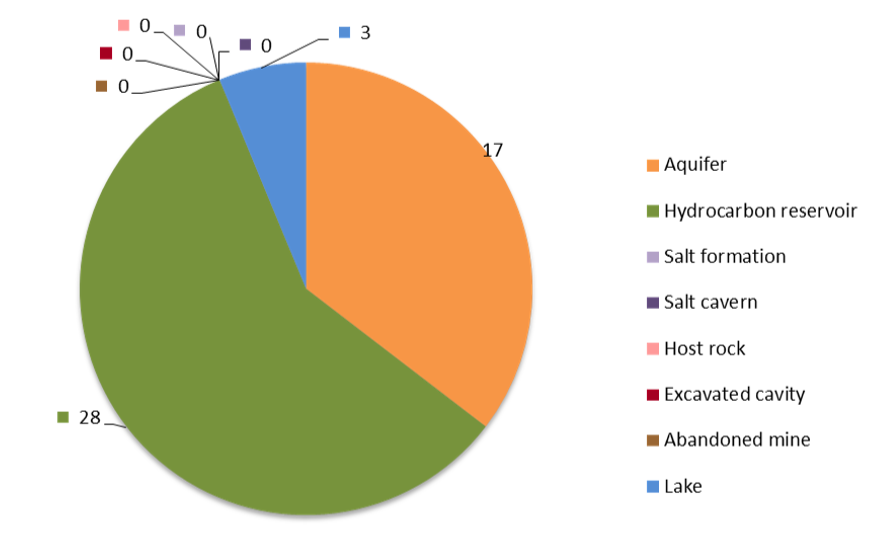 0
0
0
3
0
0
17
28
Aquifer
Hydrocarbon reservoir
Salt formation
Salt cavern
Host rock
Excavated cavity
Abandoned mine
Lake